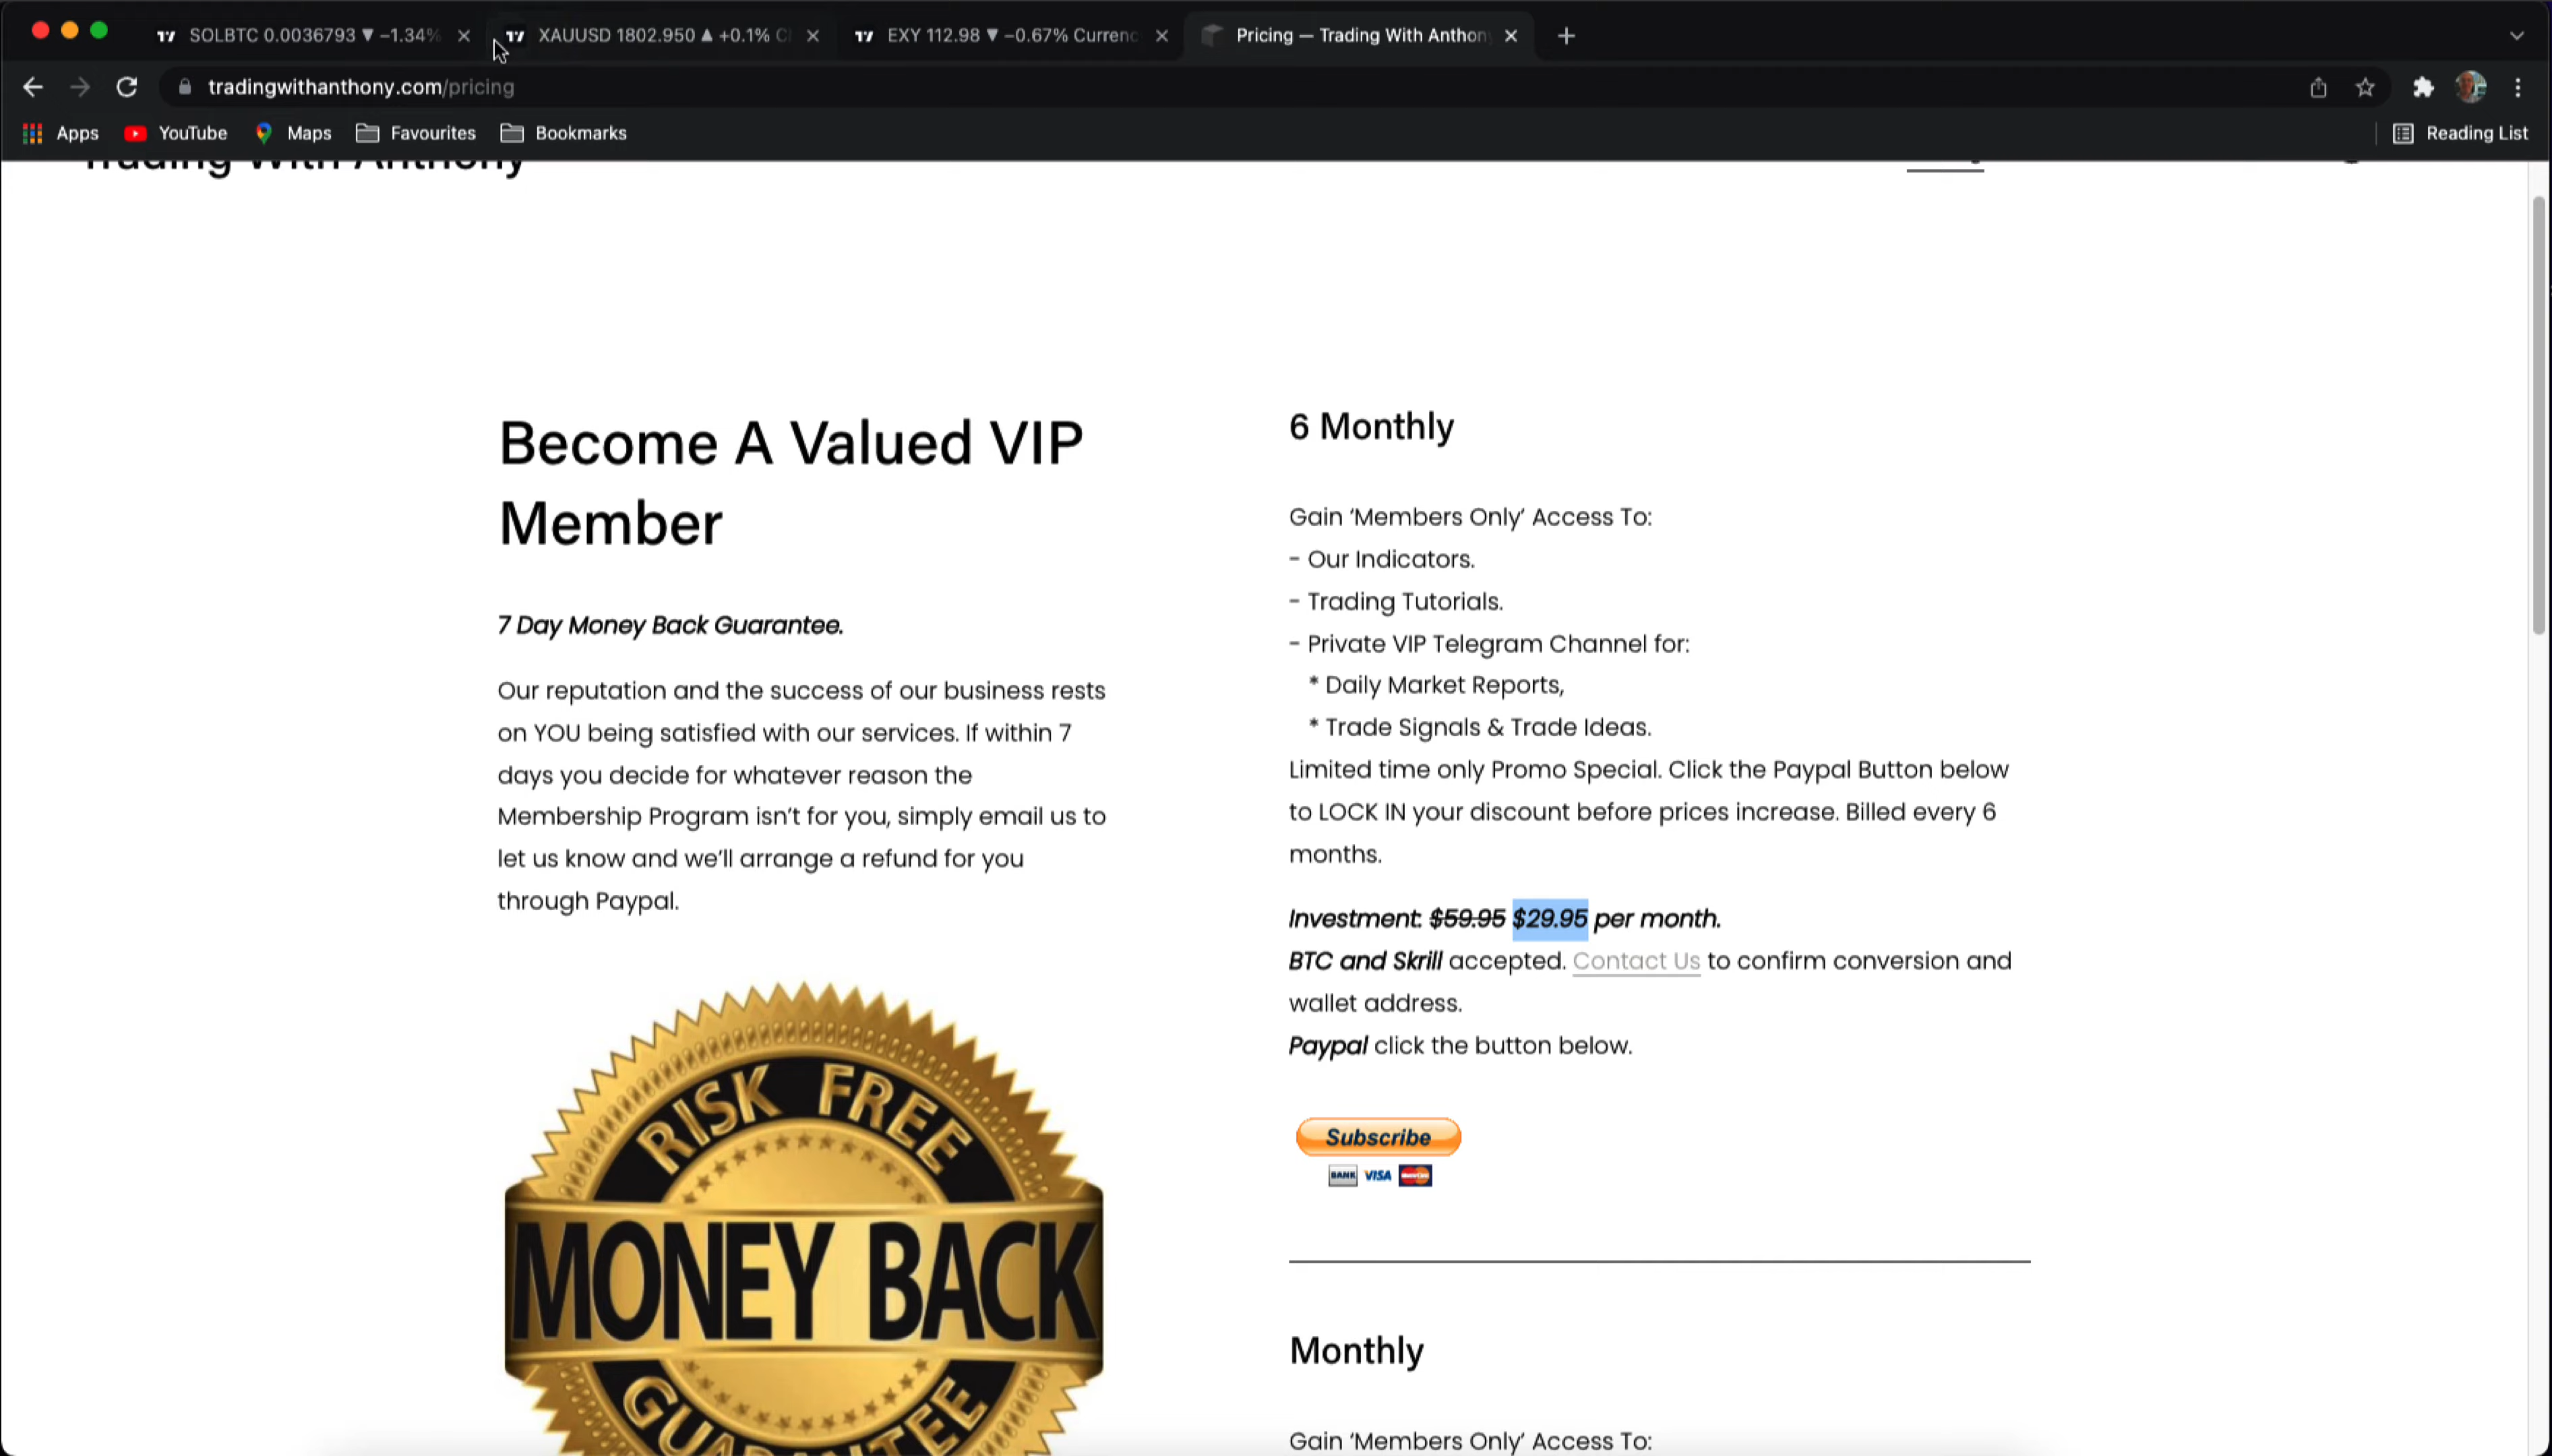 SOLBTC 0.0036793 ▼ −1.34%
XAUUSD 1802.950 ▲ +0.1%
EXY 112.98 ▼ −0.67% Currenc
Pricing — Trading With Anthon
tradingwithanthony.com/pricing
Apps
YouTube
Maps
Favourites
Bookmarks
Reading List
Trading With Anthony
Become A Valued VIP
Member
7 Day Money Back Guarantee.
Our reputation and the success of our business rests
on YOU being satisfied with our services. If within 7
days you decide for whatever reason the
Membership Program isn't for you, simply email us to
let us know and we'll arrange a refund for you
through Paypal.
RISK FREE
MONEY BACK
GUARANTEE
6 Monthly
Gain 'Members Only' Access To:
- Our Indicators.
- Trading Tutorials.
- Private VIP Telegram Channel for:
* Daily Market Reports,
* Trade Signals & Trade Ideas.
Limited time only Promo Special. Click the Paypal Button below
to LOCK IN your discount before prices increase. Billed every 6
months.
Investment: $59.95 $29.95 per month.
BTC and Skrill accepted. Contact Us to confirm conversion and
wallet address.
Paypal click the button below.
Subscribe
BANK VISA MasterCard
Monthly
Gain 'Members Only' Access To: